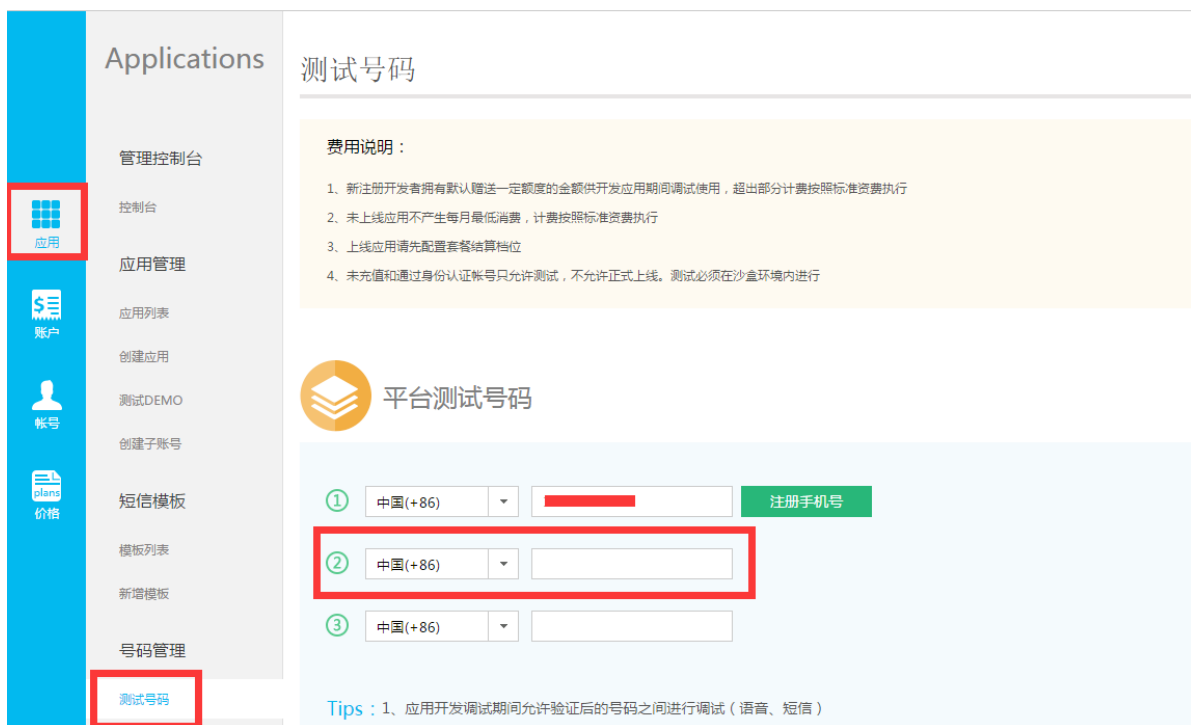 应用
账户
帐号
plans
价格
Applications
管理控制台
控制台
应用管理
应用列表
创建应用
测试DEMO
创建子账号
短信模板
模板列表
新增模板
号码管理
测试号码
测试号码
费用说明：
1、新注册开发者拥有默认赠送一定额度的金额供开发应用期间调试使用，超出部分计费按照标准资费执行
2、未上线应用不产生每月最低消费，计费按照标准资费执行
3、上线应用请先配置套餐结算档位
4、未充值和通过身份认证帐号只允许测试，不允许正式上线。测试必须在沙盒环境内进行
平台测试号码
① 中国(+86) 注册手机号
② 中国(+86)
③ 中国(+86)
Tips：1、应用开发调试期间允许验证后的号码之间进行调试（语音、短信）